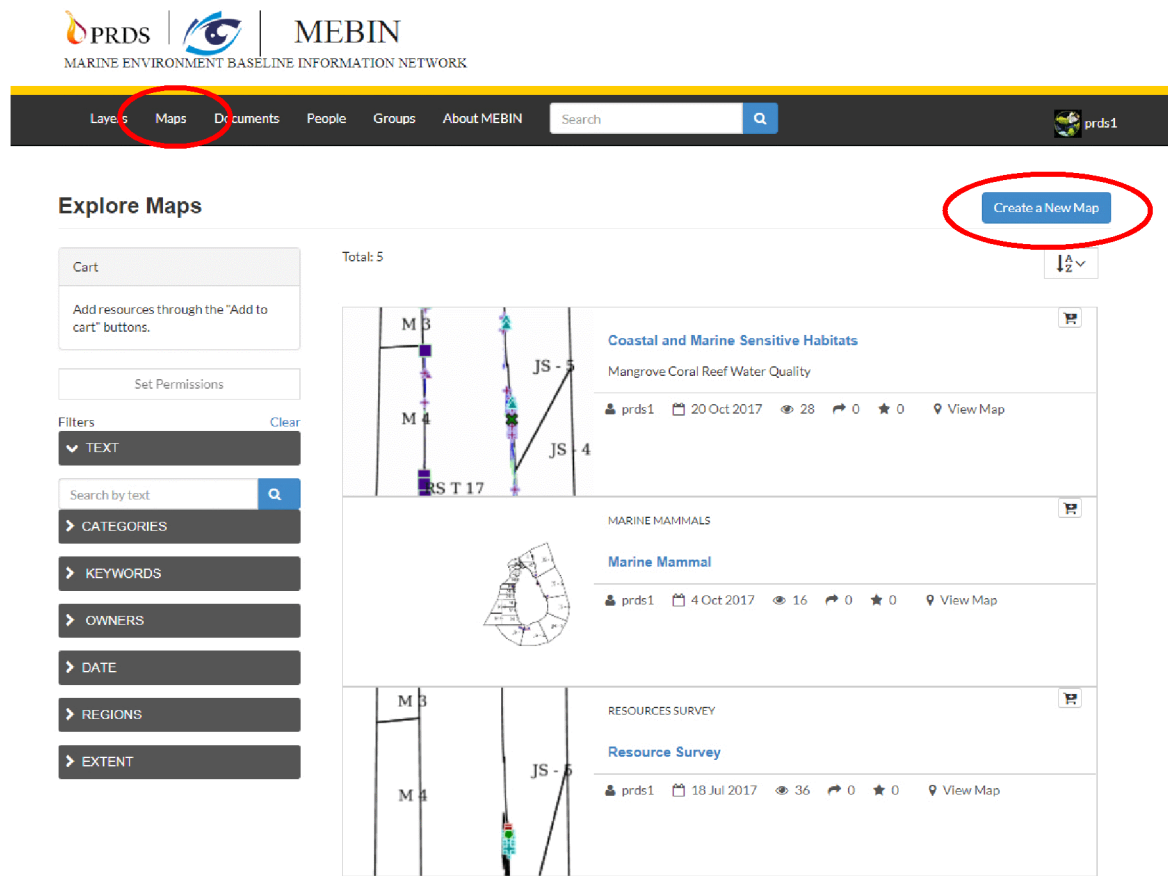 PRDS MEBIN
MARINE ENVIRONMENT BASELINE INFORMATION NETWORK
Layers Maps Documents People Groups About MEBIN Search prds1
Explore Maps Create a New Map
Cart
Total: 5
Add resources through the "Add to
cart" buttons.
Set Permissions
Filters Clear
TEXT
Search by text
CATEGORIES
KEYWORDS
OWNERS
DATE
REGIONS
EXTENT
M 3
JS - 5
M 4
JS - 4
RS T 17
Coastal and Marine Sensitive Habitats
Mangrove Coral Reef Water Quality
prds1 20 Oct 2017 28 0 0 View Map
MARINE MAMMALS
Marine Mammal
prds1 4 Oct 2017 16 0 0 View Map
M 3
JS - 5
M 4
RESOURCES SURVEY
Resource Survey
prds1 18 Jul 2017 36 0 0 View Map